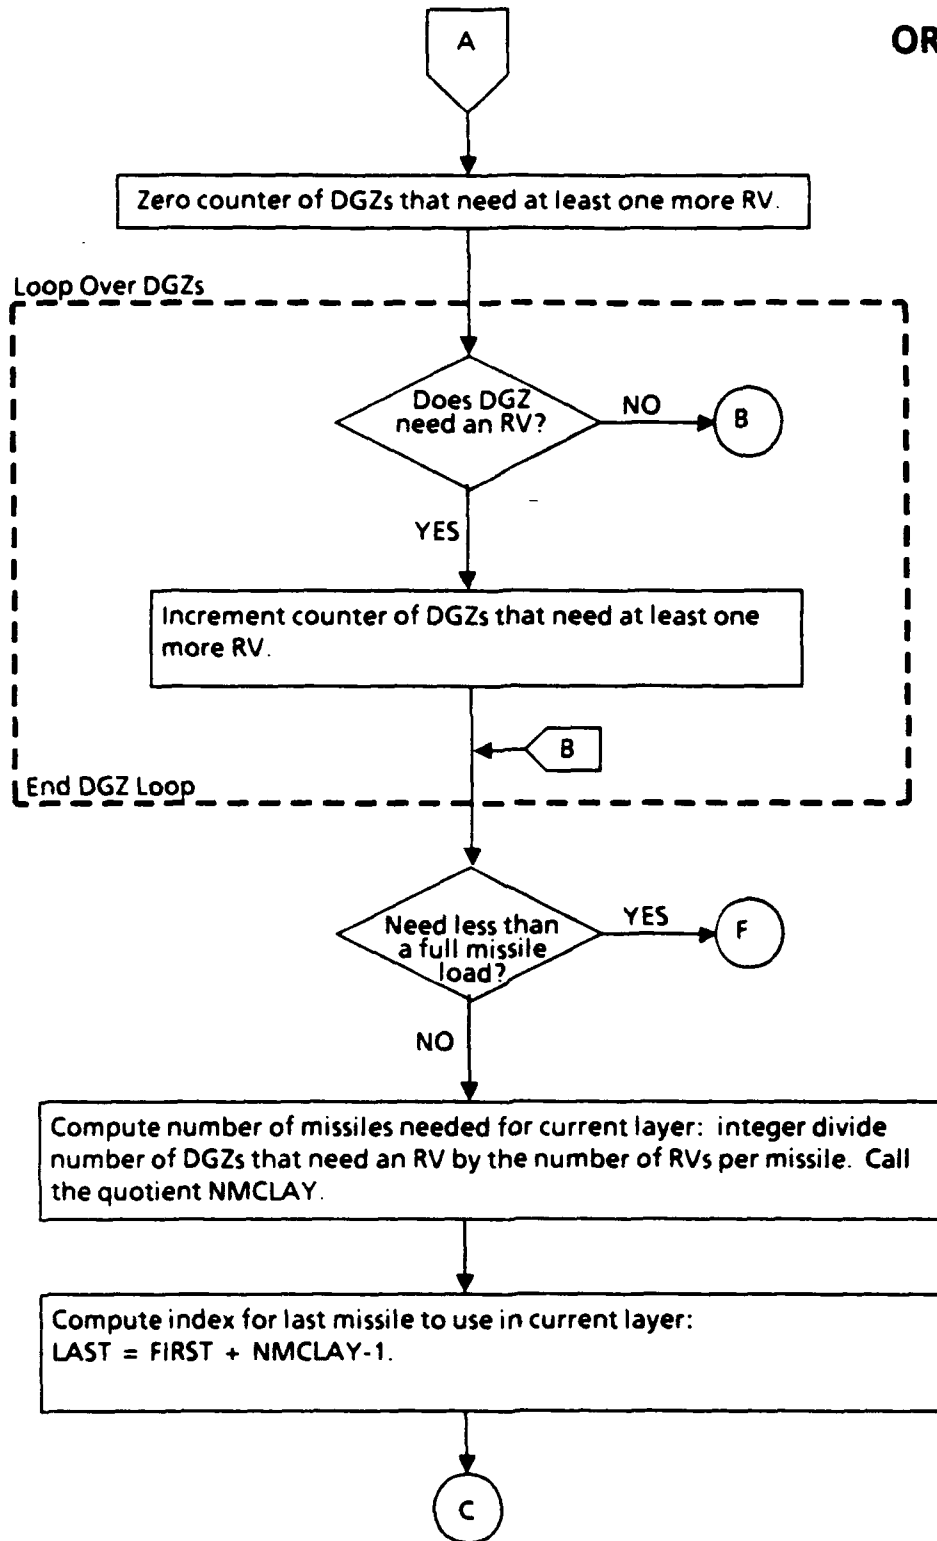 A
OR
Zero counter of DGZs that need at least one more RV.
Loop Over DGZs
Does DGZ
need an RV?
NO
B
YES
Increment counter of DGZs that need at least one
more RV.
B
End DGZ Loop
Need less than
a full missile
load?
YES
F
NO
Compute number of missiles needed for current layer: integer divide
number of DGZs that need an RV by the number of RVs per missile. Call
the quotient NMCLAY.
Compute index for last missile to use in current layer:
LAST = FIRST + NMCLAY-1.
C